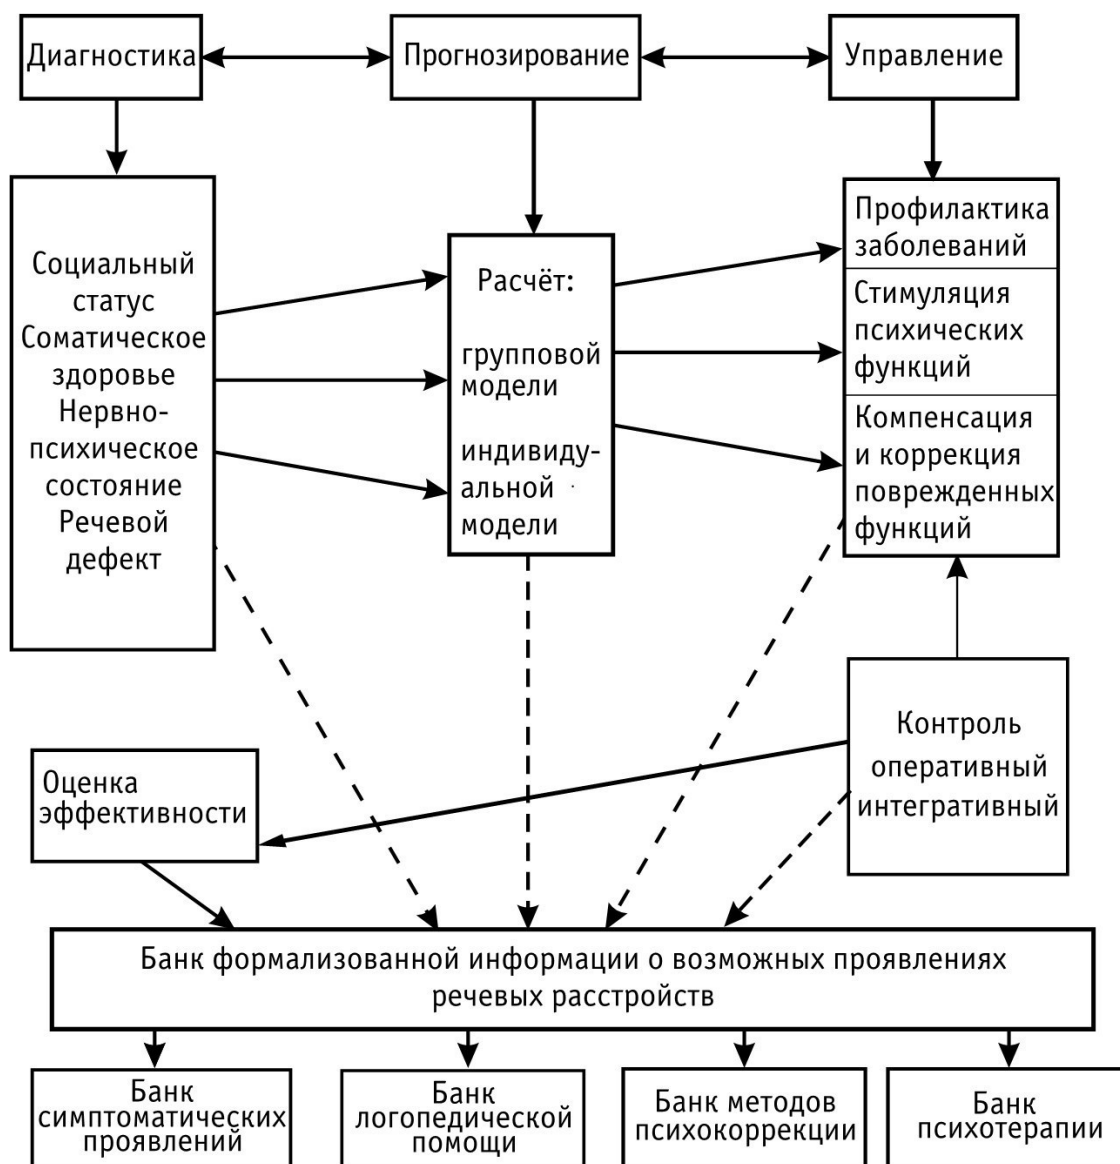 Диагностика
Прогнозирование
Управление
Социальный
статус
Соматическое
здоровье
Нервно-
психическое
состояние
Речевой
дефект
Расчёт:
групповой
модели
индивиду-
альной
модели
Профилактика
заболеваний
Стимуляция
психических
функций
Компенсация
и коррекция
поврежденных
функций
Контроль
оперативный
интегративный
Оценка
эффективности
Банк формализованной информации о возможных проявлениях
речевых расстройств
Банк
симптоматических
проявлений
Банк
логопедической
помощи
Банк методов
психокоррекции
Банк
психотерапии